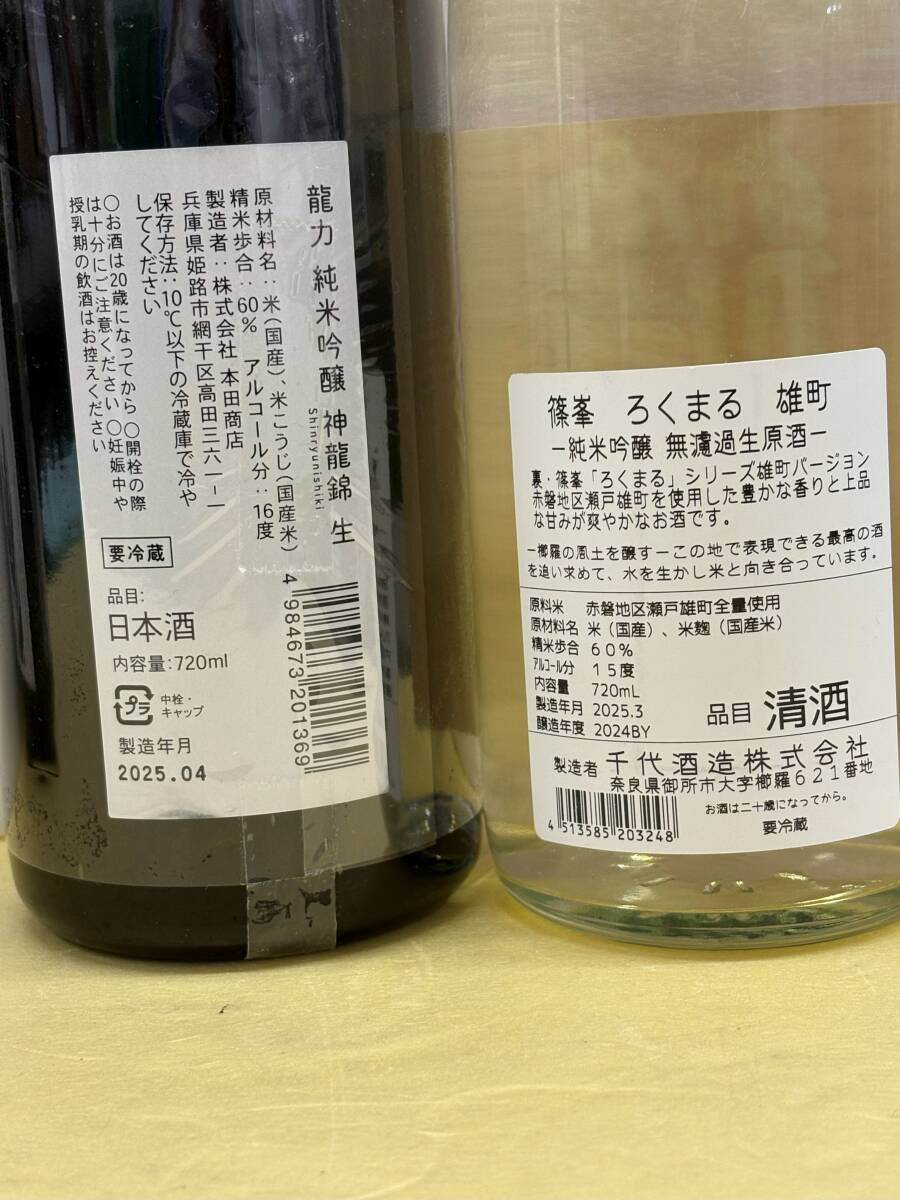 龍力 純米吟醸 神龍錦 生
Shinryunishiki
原材料名：米（国産）、米こうじ（国産米）
精米歩合：60%　アルコール分：16度
製造者：株式会社 本田商店
兵庫県姫路市網干区高田三六一ー一
保存方法：10℃以下の冷蔵庫で冷や
してください
〇お酒は20歳になってから 〇開栓の際
は十分にご注意ください 〇妊娠中や
授乳期の飲酒はお控えください
要冷蔵
品目:
日本酒
内容量:720ml
プラ
中栓・
キャップ
製造年月
2025.04
4 984673 201369
篠峯　ろくまる　雄町
－純米吟醸 無濾過生原酒－
裏・篠峯「ろくまる」シリーズ雄町バージョン
赤磐地区瀬戸雄町を使用した豊かな香りと上品
な甘みが爽やかなお酒です。
－櫛羅の風土を醸す－この地で表現できる最高の酒
を追い求めて、水を生かし米と向き合っています。
原料米　赤磐地区瀬戸雄町全量使用
原材料名　米（国産）、米麹（国産米）
精米歩合　６０％
アルコール分　１５度
内容量　720mL
製造年月　2025.3
醸造年度　2024BY
品目 清酒
製造者 千代酒造株式会社
奈良県御所市大字櫛羅６２１番地
お酒は二十歳になってから。
要冷蔵
4 513585 203248